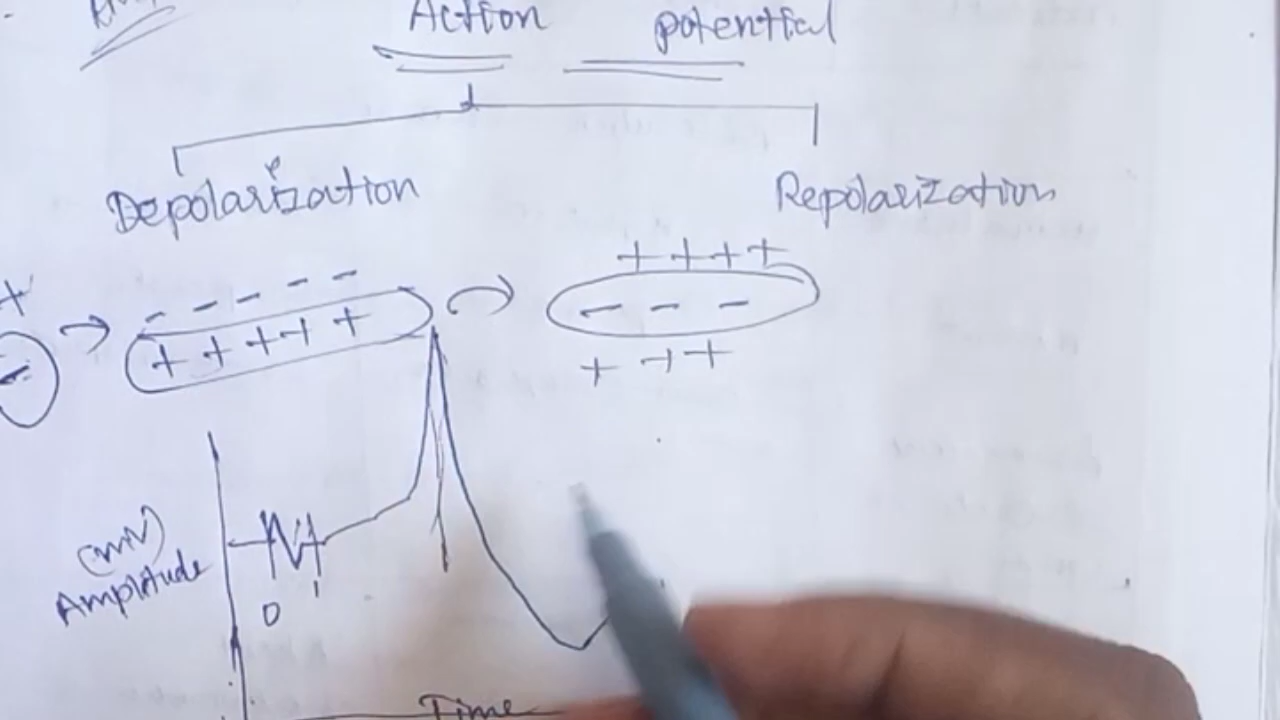 Action potential
Depolarization Repolarization
+ + + +
- - - - -
+ - - -
+ + + + +
- + + +
(mv)
Amplitude
0 1
Time